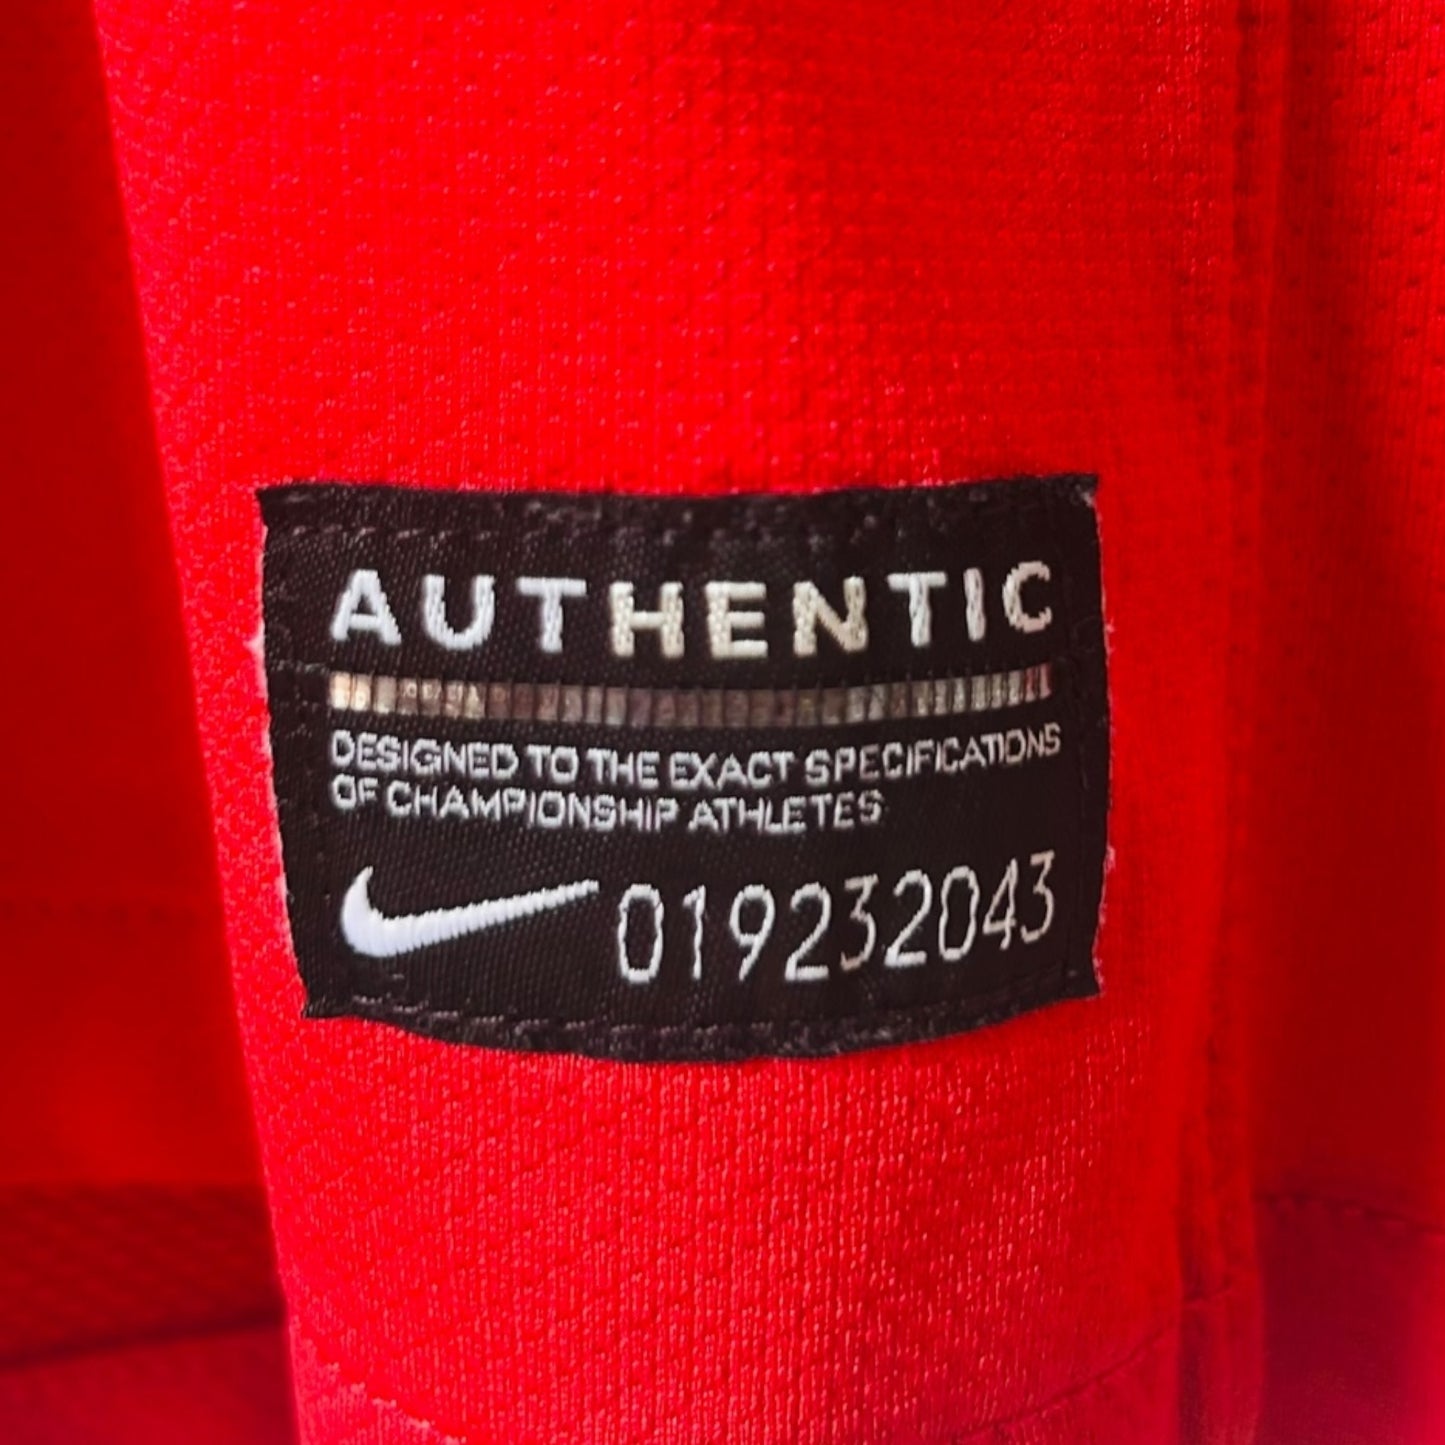 AUTHENTIC
DESIGNED TO THE EXACT SPECIFICATIONS
OF CHAMPIONSHIP ATHLETES
019232043